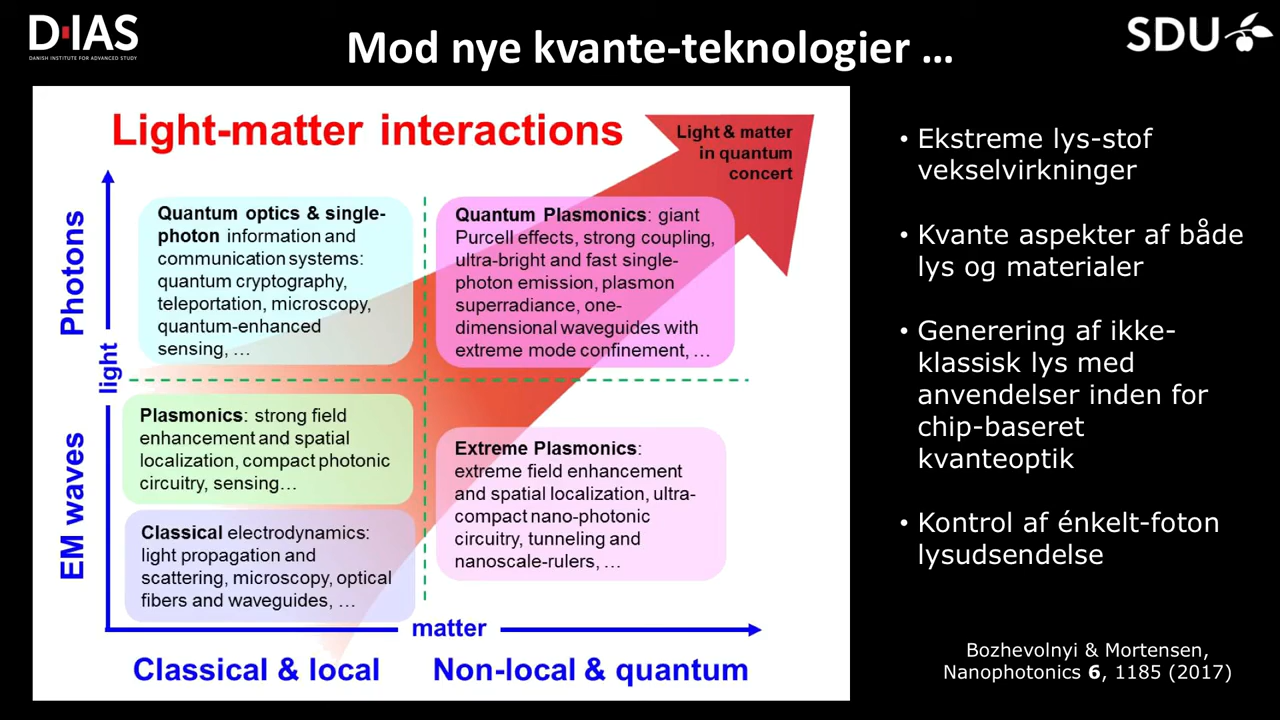 D·IAS
DANISH INSTITUTE FOR ADVANCED STUDY
Mod nye kvante-teknologier ...
SDU
Light-matter interactions
Light & matter
in quantum
concert
Photons
light
EM waves
Quantum optics & single-
photon information and
communication systems:
quantum cryptography,
teleportation, microscopy,
quantum-enhanced
sensing, …
Quantum Plasmonics: giant
Purcell effects, strong coupling,
ultra-bright and fast single-
photon emission, plasmon
superradiance, one-
dimensional waveguides with
extreme mode confinement, …
Plasmonics: strong field
enhancement and spatial
localization, compact photonic
circuitry, sensing…
Classical electrodynamics:
light propagation and
scattering, microscopy, optical
fibers and waveguides, …
Extreme Plasmonics:
extreme field enhancement
and spatial localization, ultra-
compact nano-photonic
circuitry, tunneling and
nanoscale-rulers, …
matter
Classical & local
Non-local & quantum
• Ekstreme lys-stof
vekselvirkninger
• Kvante aspekter af både
lys og materialer
• Generering af ikke-
klassisk lys med
anvendelser inden for
chip-baseret
kvanteoptik
• Kontrol af énkelt-foton
lysudsendelse
Bozhevolnyi & Mortensen,
Nanophotonics 6, 1185 (2017)